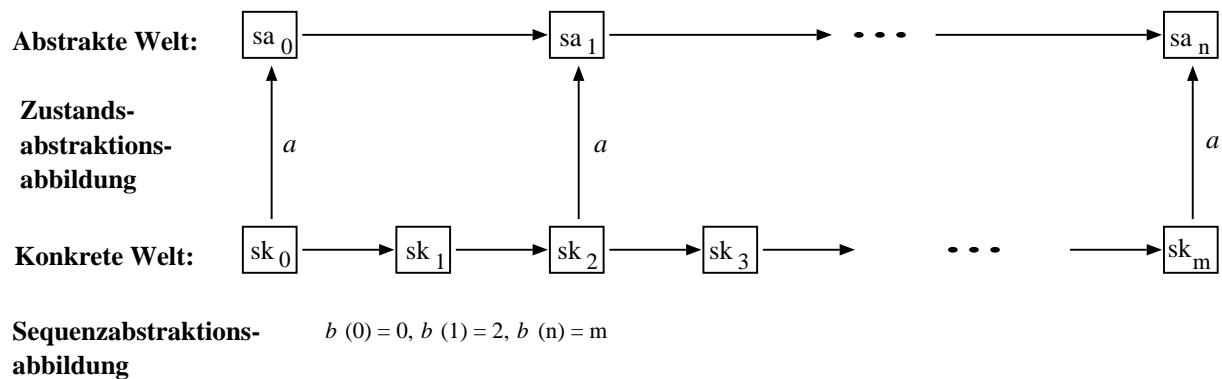 Abstrakte Welt: sa 0 sa 1 • • • sa n
Zustands-
abstraktions-
abbildung
a a a
Konkrete Welt: sk 0 sk 1 sk 2 sk 3 • • • sk m
Sequenzabstraktions-
abbildung
b (0) = 0, b (1) = 2, b (n) = m